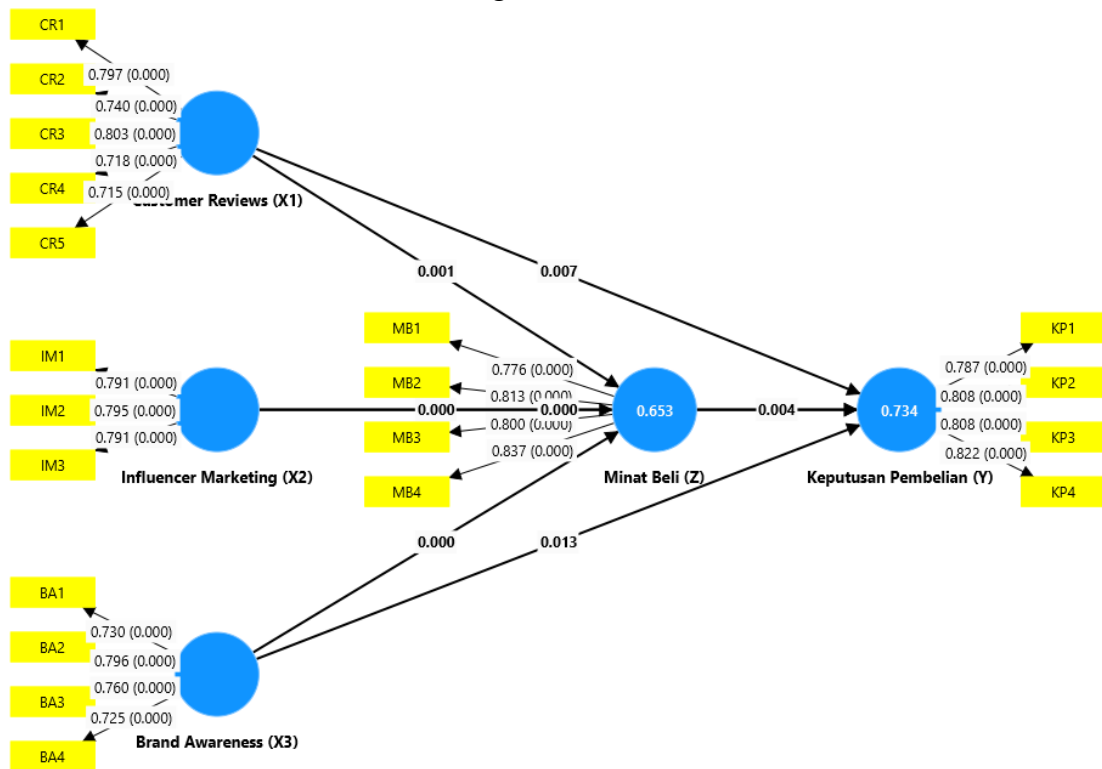 CR1
CR2
CR3
CR4
CR5
0.797 (0.000)
0.740 (0.000)
0.803 (0.000)
0.718 (0.000)
0.715 (0.000)
Customer Reviews (X1)
0.001
0.007
IM1
IM2
IM3
0.791 (0.000)
0.795 (0.000)
0.791 (0.000)
Influencer Marketing (X2)
0.000
0.000
MB1
MB2
MB3
MB4
0.776 (0.000)
0.813 (0.000)
0.800 (0.000)
0.837 (0.000)
0.653
Minat Beli (Z)
0.004
0.734
Keputusan Pembelian (Y)
0.787 (0.000)
0.808 (0.000)
0.808 (0.000)
0.822 (0.000)
KP1
KP2
KP3
KP4
0.000
0.013
BA1
BA2
BA3
BA4
0.730 (0.000)
0.796 (0.000)
0.760 (0.000)
0.725 (0.000)
Brand Awareness (X3)